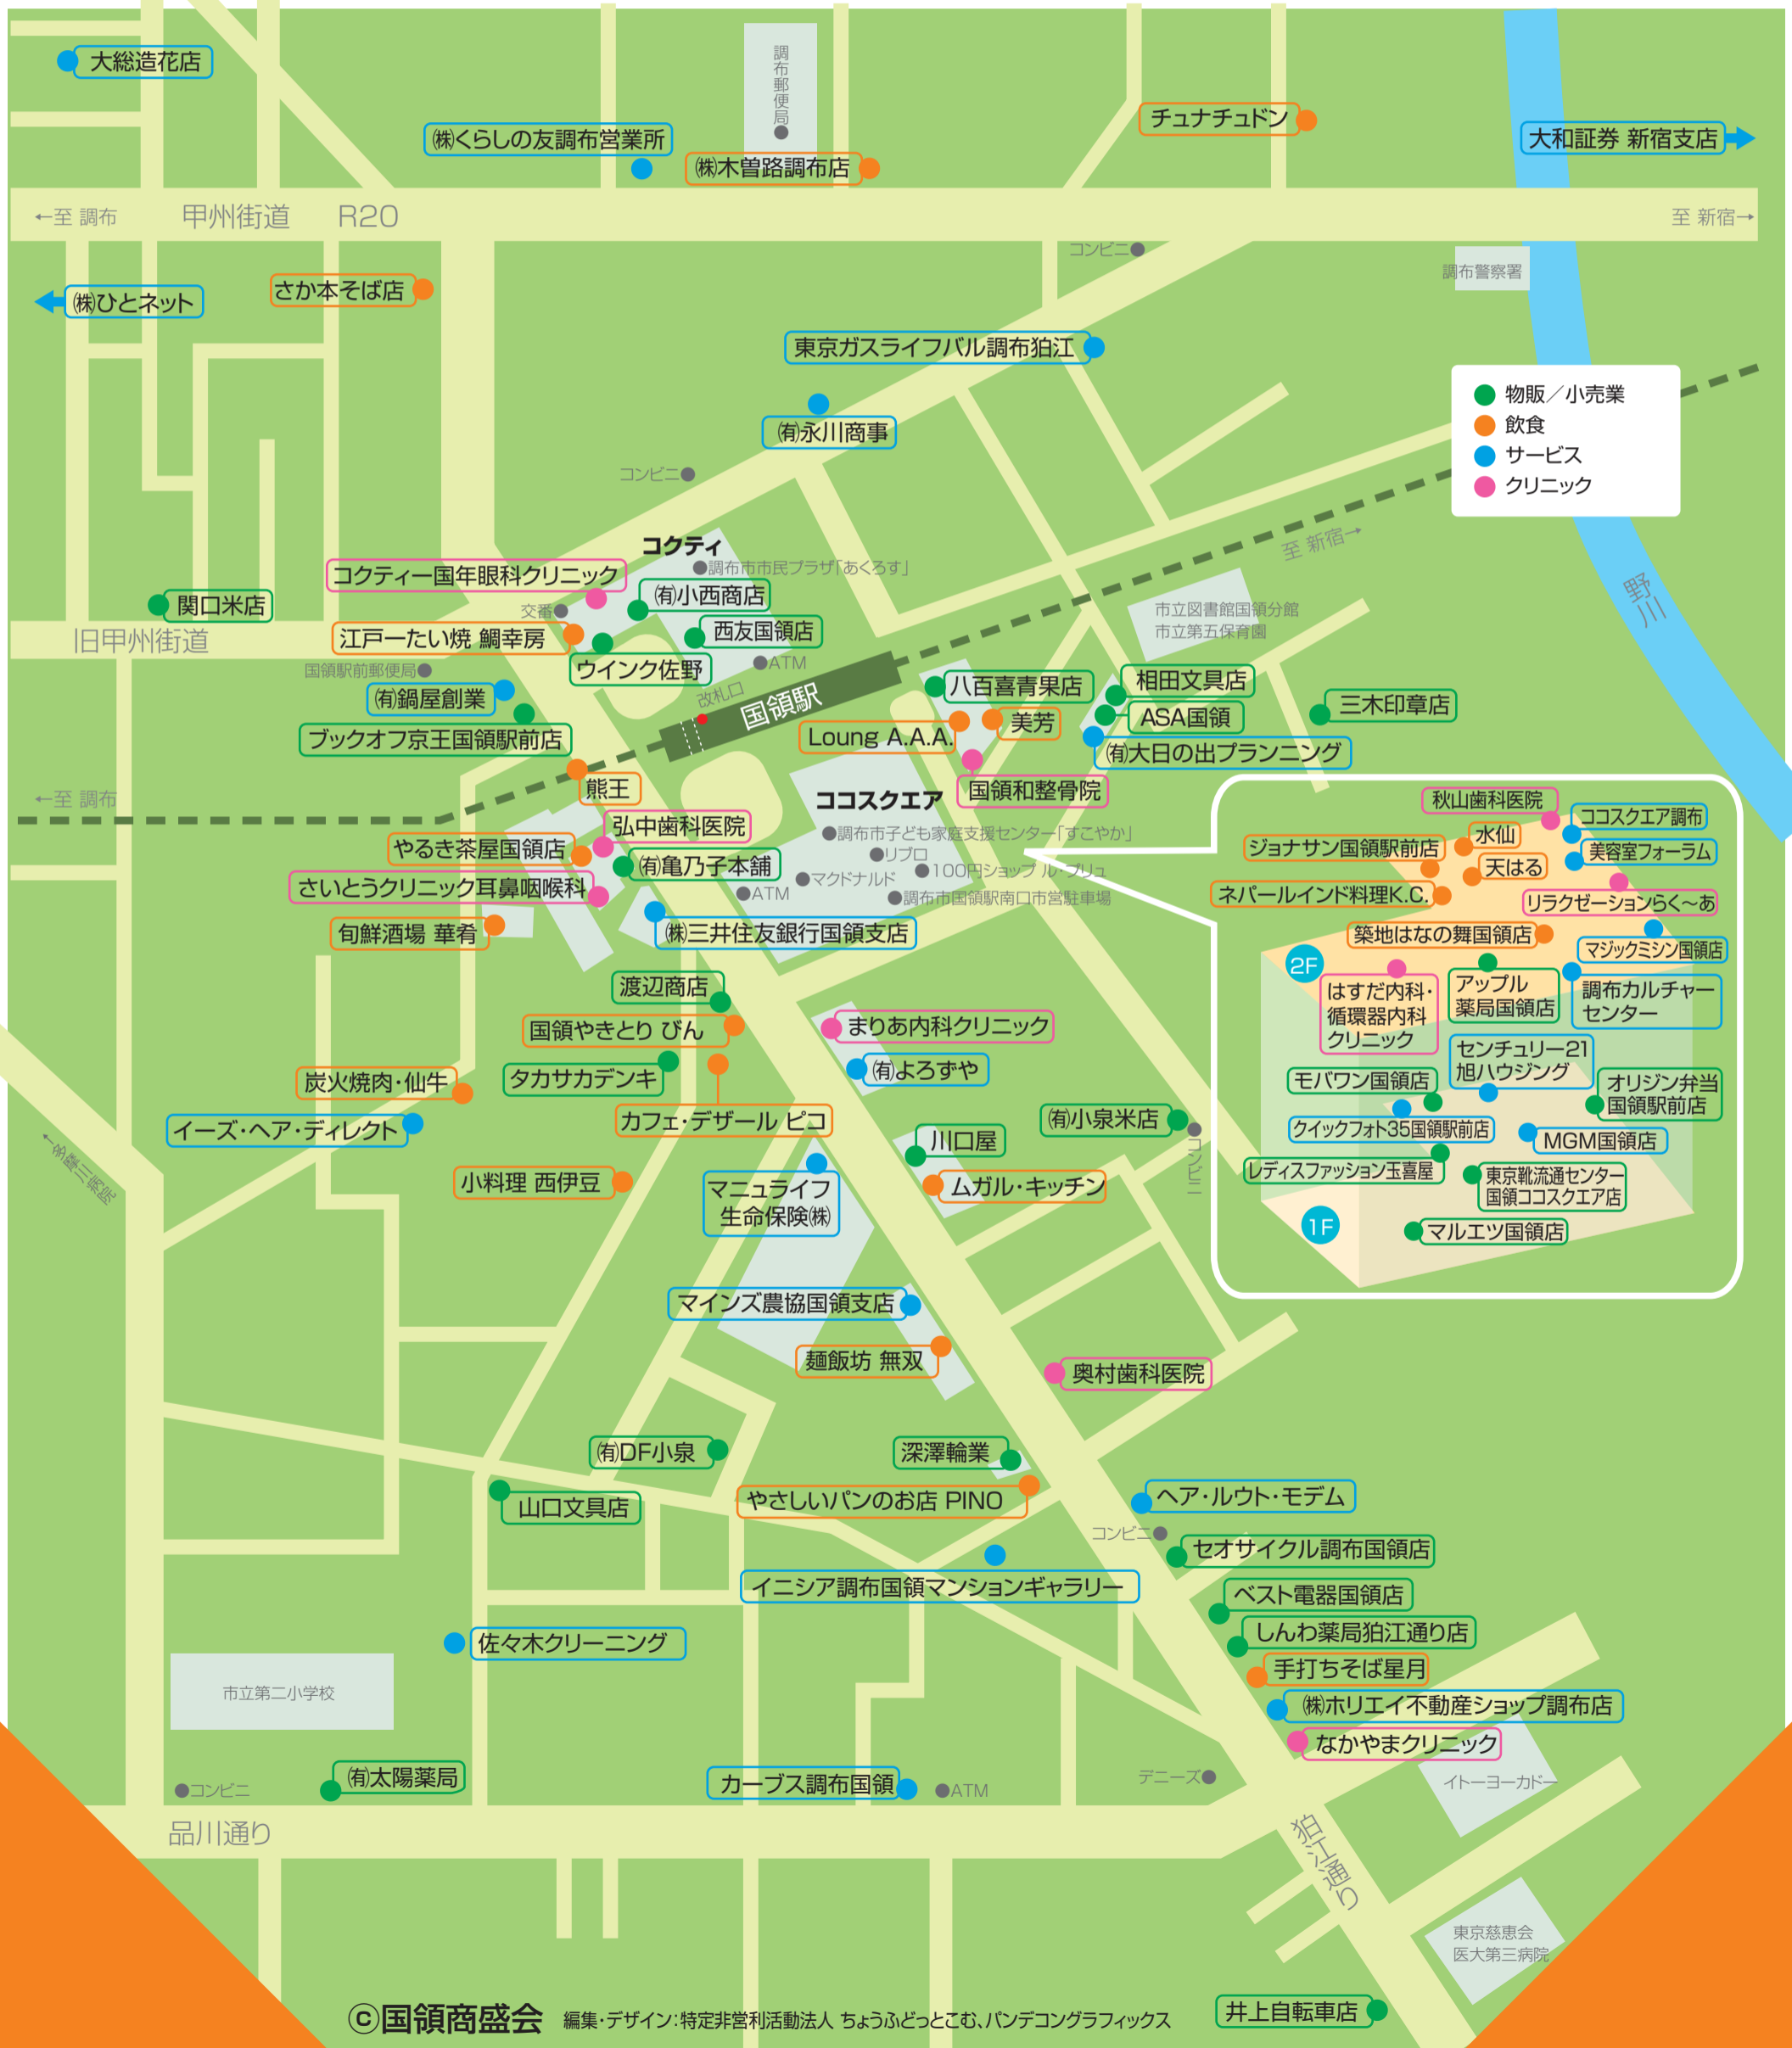 大総造花店
調布郵便局
㈱くらしの友調布営業所
㈱木曽路調布店
チュナチュドン
大和証券 新宿支店
←至 調布
甲州街道 R20
至 新宿→
コンビニ
調布警察署
㈱ひとネット
さか本そば店
東京ガスライフバル調布狛江
㈲永川商事
物販／小売業
飲食
サービス
クリニック
コンビニ
コクティ
調布市市民プラザ「あくろす」
至 新宿→
野川
コクティー国年眼科クリニック
㈲小西商店
交番
関口米店
江戸一たい焼 鯛幸房
西友国領店
市立図書館国領分館
市立第五保育園
旧甲州街道
国領駅前郵便局
ウインク佐野
ATM
改札口
国領駅
㈲鍋屋創業
ブックオフ京王国領駅前店
八百喜青果店
相田文具店
美芳
ASA国領
三木印章店
Loung A.A.A.
㈲大日の出プランニング
熊王
国領和整骨院
←至 調布
ココスクエア
弘中歯科医院
調布市子ども家庭支援センター「すこやか」
やるき茶屋国領店
㈲亀乃子本舗
リブロ
100円ショップ ル・プリュ
マクドナルド
ATM
さいとうクリニック耳鼻咽喉科
調布市国領駅南口市営駐車場
旬鮮酒場 華肴
㈱三井住友銀行国領支店
秋山歯科医院
ココスクエア調布
水仙
ジョナサン国領駅前店
美容室フォーラム
天はる
ネパールインド料理K.C.
リラクゼーションらく〜あ
築地はなの舞国領店
マジックミシン国領店
2F
はすだ内科・
循環器内科
クリニック
アップル
薬局国領店
調布カルチャー
センター
センチュリー21
旭ハウジング
モバワン国領店
オリジン弁当
国領駅前店
クイックフォト35国領駅前店
MGM国領店
レディスファッション玉喜屋
東京靴流通センター
国領ココスクエア店
1F
マルエツ国領店
渡辺商店
国領やきとり びん
まりあ内科クリニック
タカサカデンキ
㈲よろずや
炭火焼肉・仙牛
カフェ・デザール ピコ
㈲小泉米店
コンビニ
イーズ・ヘア・ディレクト
川口屋
←多摩川病院
小料理 西伊豆
マニュライフ
生命保険㈱
ムガル・キッチン
マインズ農協国領支店
麺飯坊 無双
奥村歯科医院
㈲DF小泉
深澤輪業
山口文具店
やさしいパンのお店 PINO
ヘア・ルウト・モデム
コンビニ
セオサイクル調布国領店
イニシア調布国領マンションギャラリー
ベスト電器国領店
しんわ薬局狛江通り店
佐々木クリーニング
手打ちそば星月
市立第二小学校
㈱ホリエイ不動産ショップ調布店
なかやまクリニック
コンビニ
㈲太陽薬局
カーブス調布国領
ATM
デニーズ
イトーヨーカドー
品川通り
狛江通り
東京慈恵会
医大第三病院
©国領商盛会
編集・デザイン：特定非営利活動法人 ちょうふどっとこむ、パンデコングラフィックス
井上自転車店